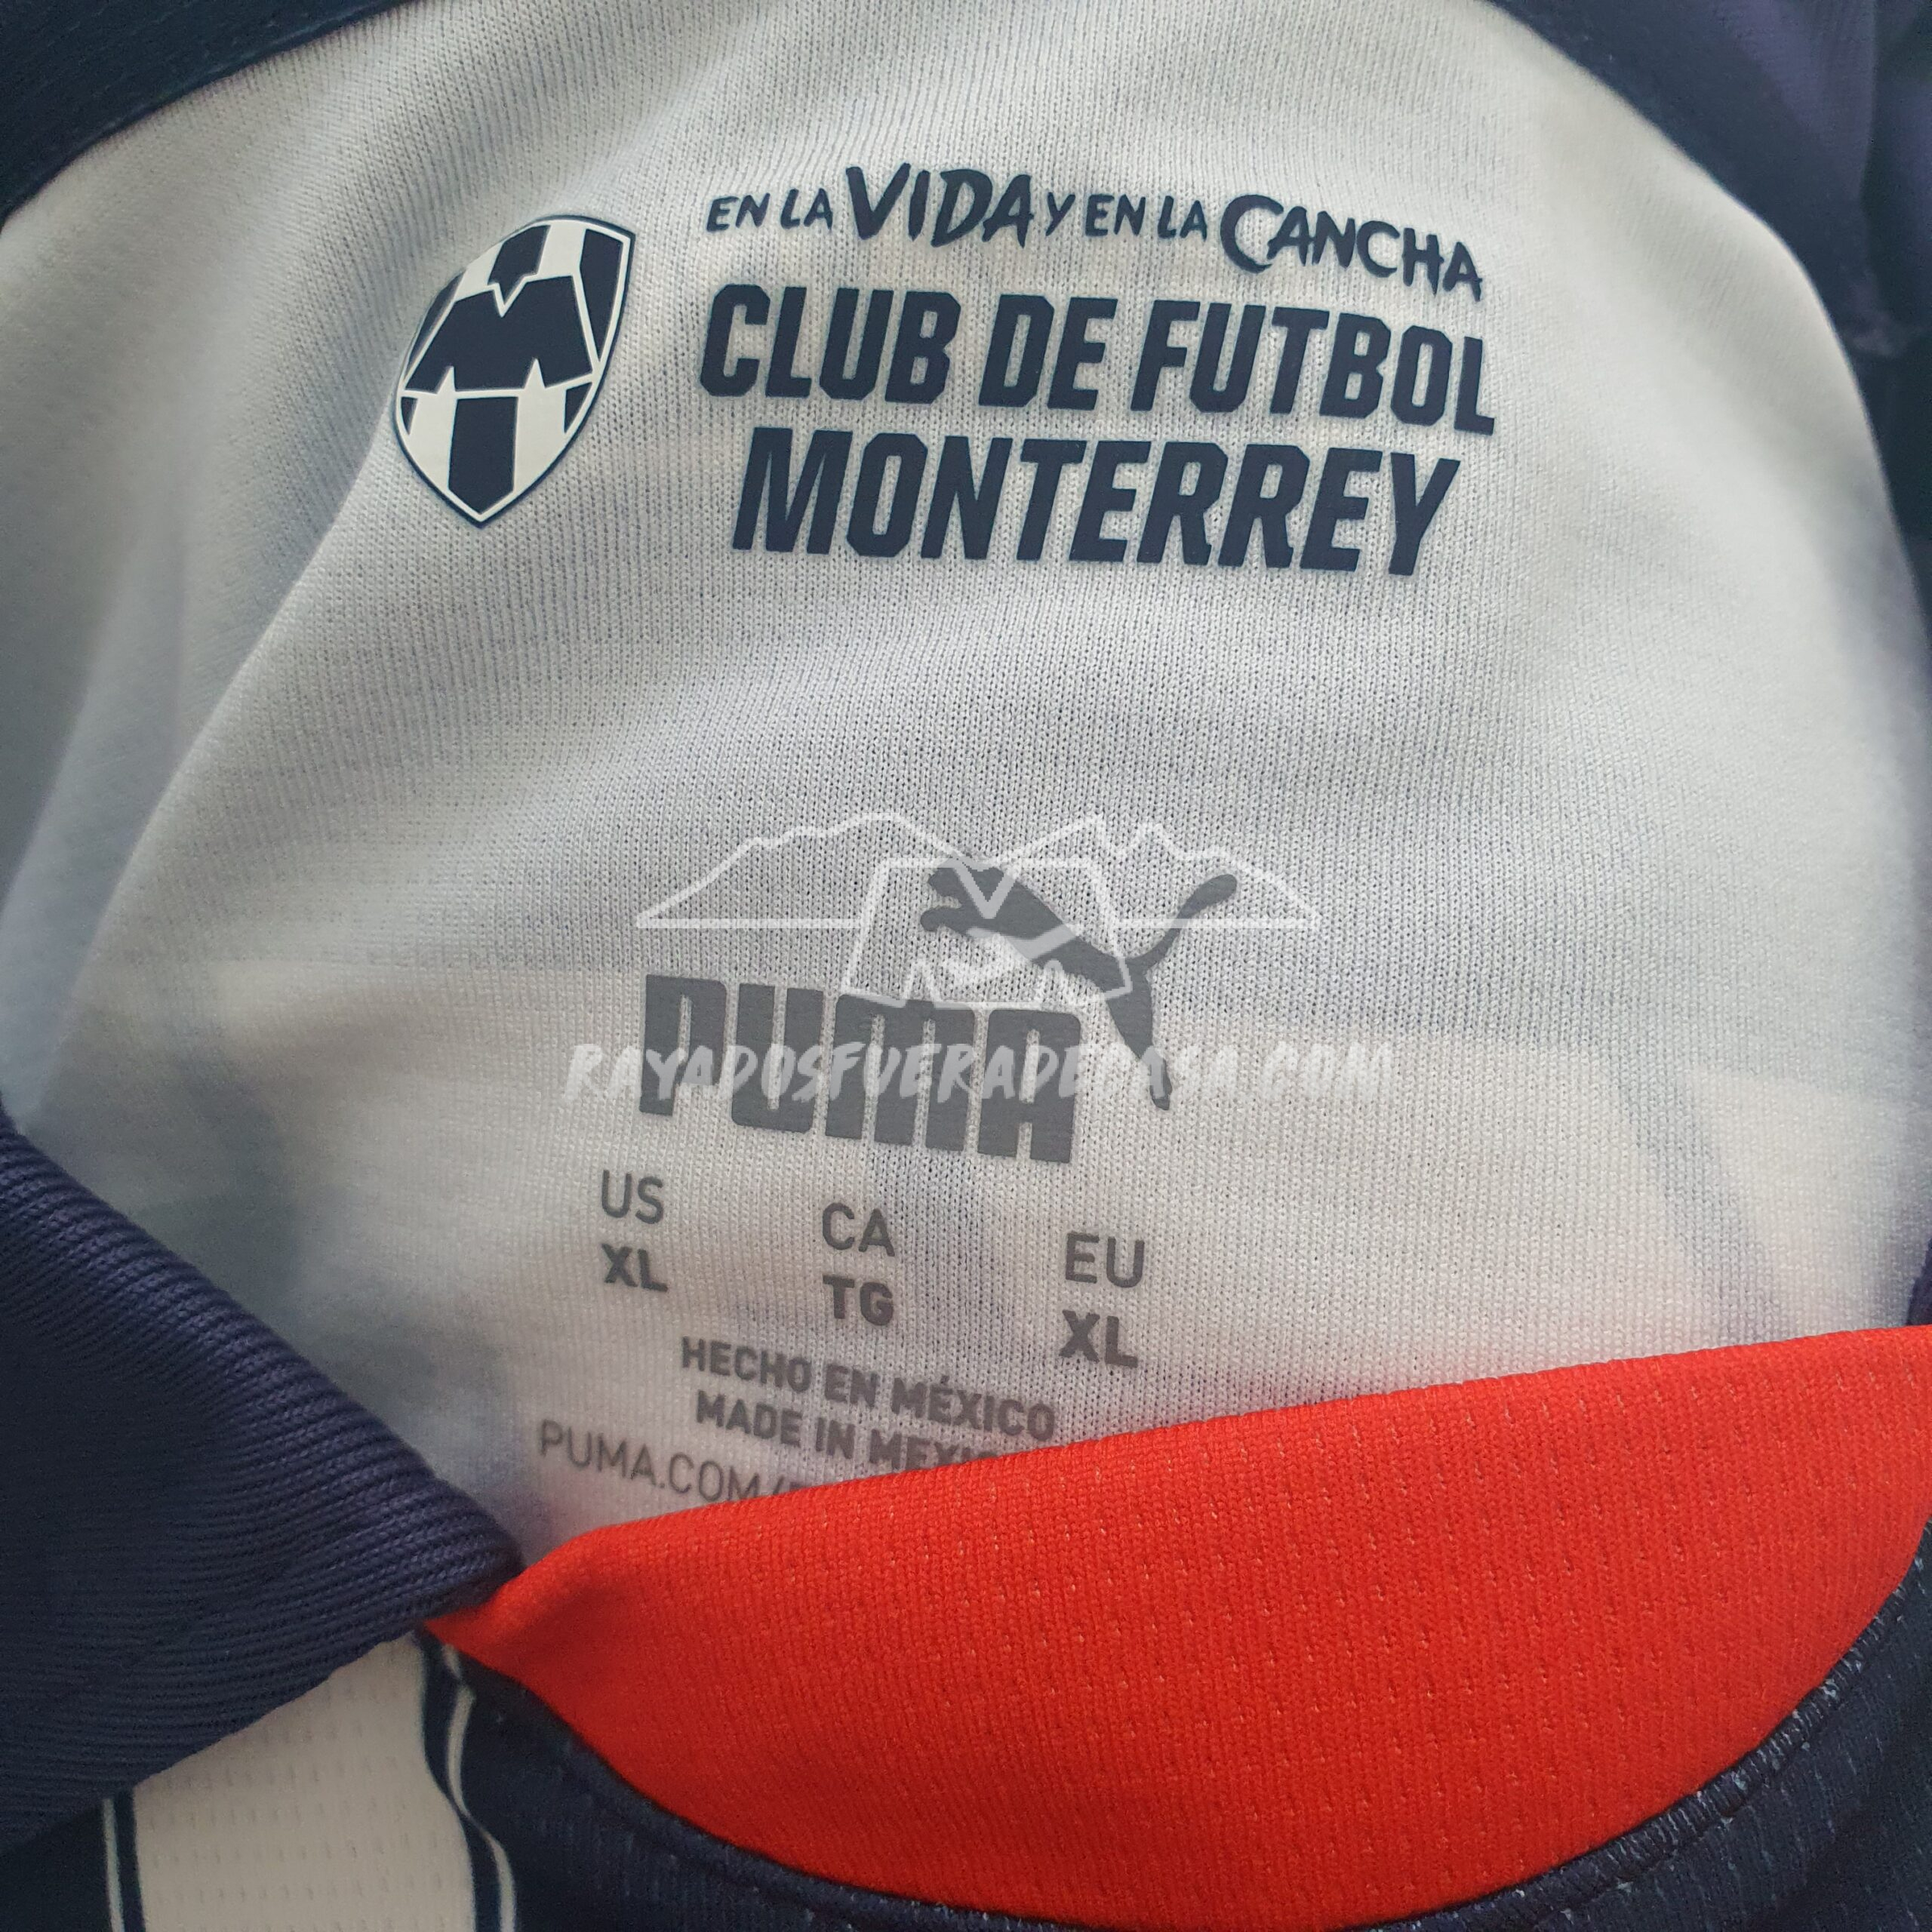 EN LA VIDA Y EN LA CANCHA
CLUB DE FUTBOL
MONTERREY
PUMA
RAYADOSFUERADECASA.COM
US CA EU
XL TG XL
HECHO EN MÉXICO
MADE IN
PUMA.COM/